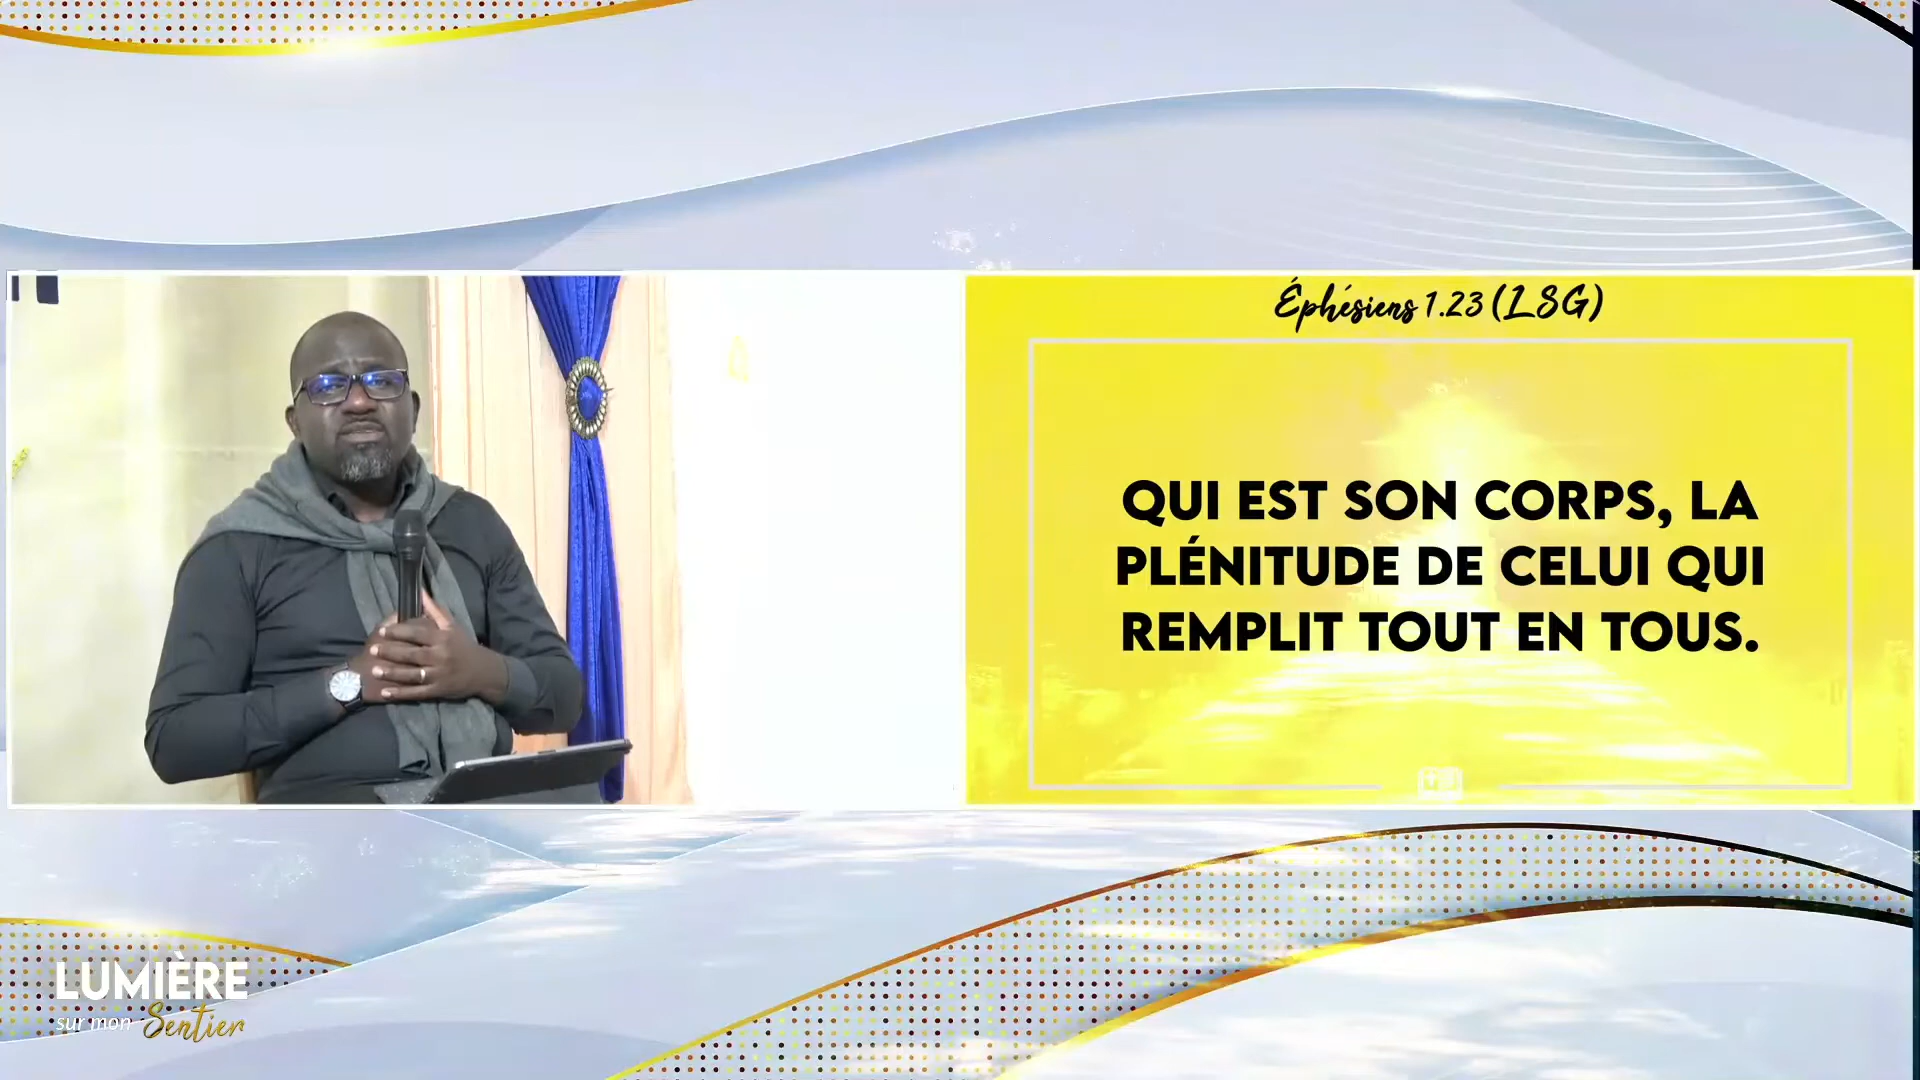 Éphésiens 1.23 (LSG)
QUI EST SON CORPS, LA
PLÉNITUDE DE CELUI QUI
REMPLIT TOUT EN TOUS.
LUMIÈRE
sur mon Sentier